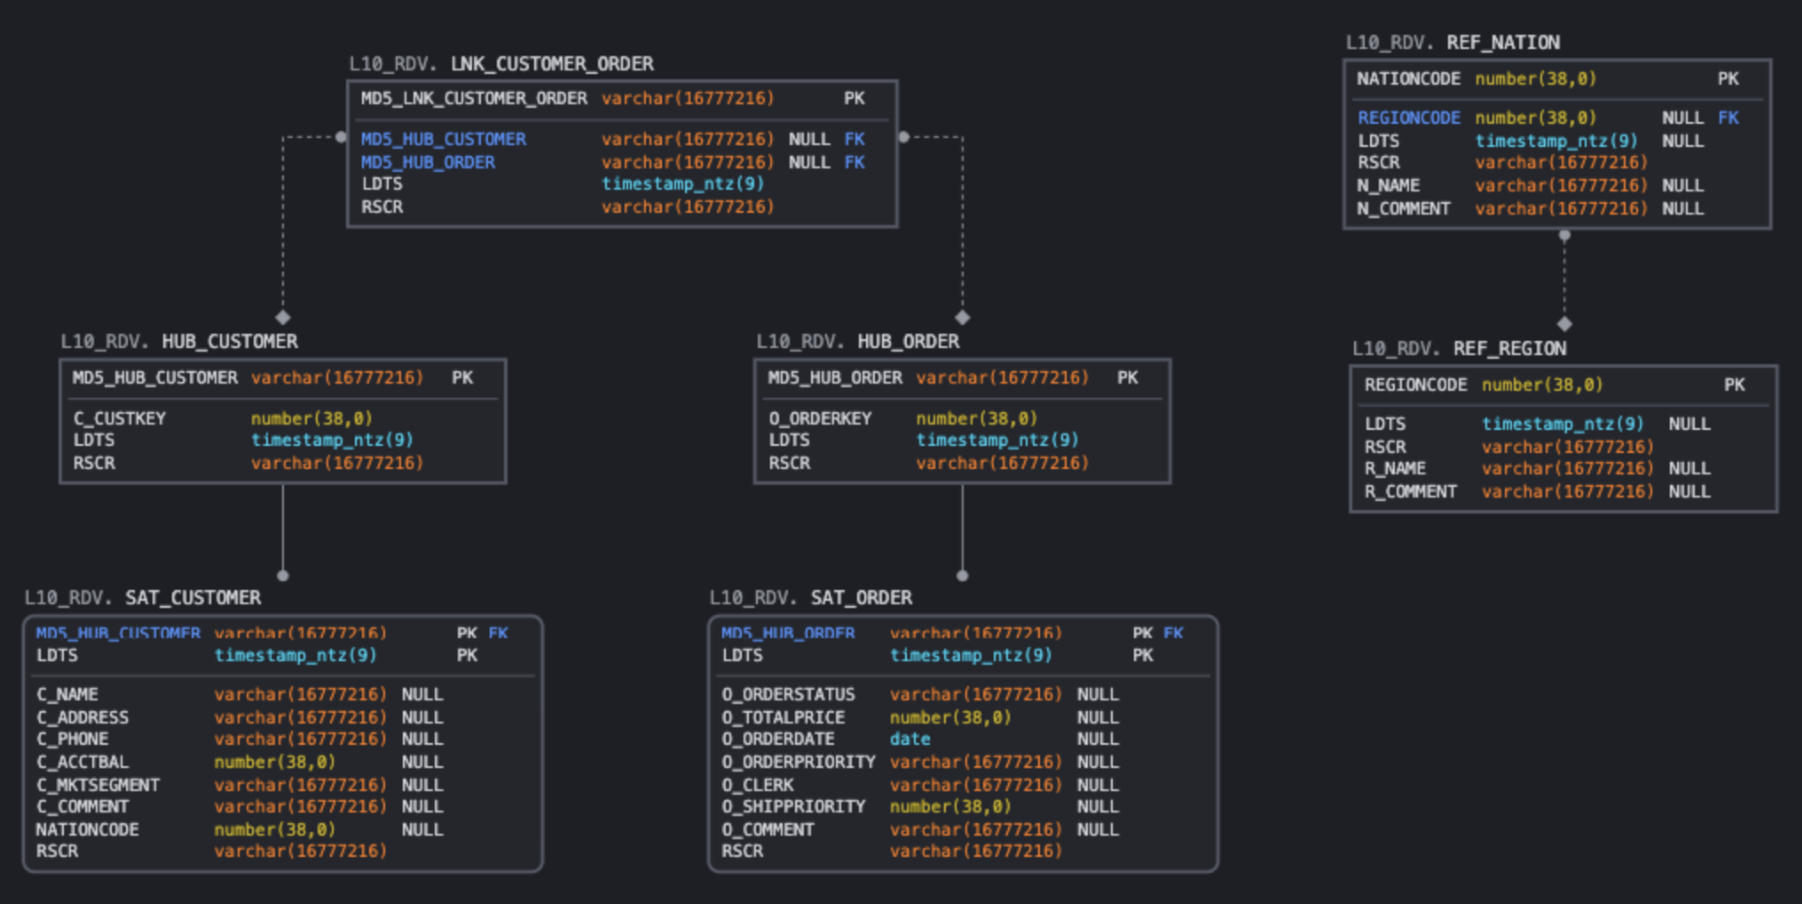 L10_RDV. LNK_CUSTOMER_ORDER
MD5_LNK_CUSTOMER_ORDER varchar(16777216) PK
MD5_HUB_CUSTOMER varchar(16777216) NULL FK
MD5_HUB_ORDER varchar(16777216) NULL FK
LDTS timestamp_ntz(9)
RSCR varchar(16777216)
L10_RDV. REF_NATION
NATIONCODE number(38,0) PK
REGIONCODE number(38,0) NULL FK
LDTS timestamp_ntz(9) NULL
RSCR varchar(16777216)
N_NAME varchar(16777216) NULL
N_COMMENT varchar(16777216) NULL
L10_RDV. HUB_CUSTOMER
MD5_HUB_CUSTOMER varchar(16777216) PK
C_CUSTKEY number(38,0)
LDTS timestamp_ntz(9)
RSCR varchar(16777216)
L10_RDV. HUB_ORDER
MD5_HUB_ORDER varchar(16777216) PK
O_ORDERKEY number(38,0)
LDTS timestamp_ntz(9)
RSCR varchar(16777216)
L10_RDV. REF_REGION
REGIONCODE number(38,0) PK
LDTS timestamp_ntz(9) NULL
RSCR varchar(16777216)
R_NAME varchar(16777216) NULL
R_COMMENT varchar(16777216) NULL
L10_RDV. SAT_CUSTOMER
MD5_HUB_CUSTOMER varchar(16777216) PK FK
LDTS timestamp_ntz(9) PK
C_NAME varchar(16777216) NULL
C_ADDRESS varchar(16777216) NULL
C_PHONE varchar(16777216) NULL
C_ACCTBAL number(38,0) NULL
C_MKTSEGMENT varchar(16777216) NULL
C_COMMENT varchar(16777216) NULL
NATIONCODE number(38,0) NULL
RSCR varchar(16777216)
L10_RDV. SAT_ORDER
MD5_HUB_ORDER varchar(16777216) PK FK
LDTS timestamp_ntz(9) PK
O_ORDERSTATUS varchar(16777216) NULL
O_TOTALPRICE number(38,0) NULL
O_ORDERDATE date NULL
O_ORDERPRIORITY varchar(16777216) NULL
O_CLERK varchar(16777216) NULL
O_SHIPPRIORITY number(38,0) NULL
O_COMMENT varchar(16777216) NULL
RSCR varchar(16777216)